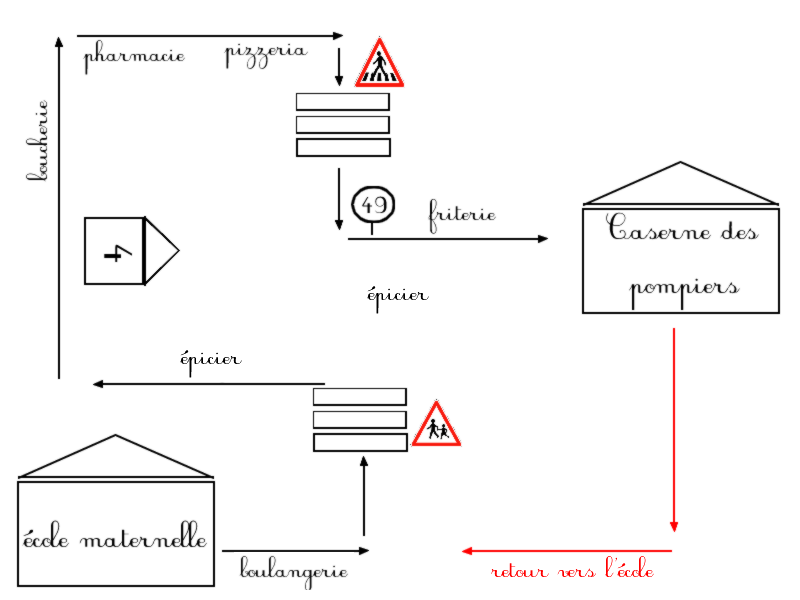 pharmacie
pizzeria
boucherie
49
friterie
Caserne des
pompiers
4
épicier
épicier
école maternelle
boulangerie
retour vers l'école